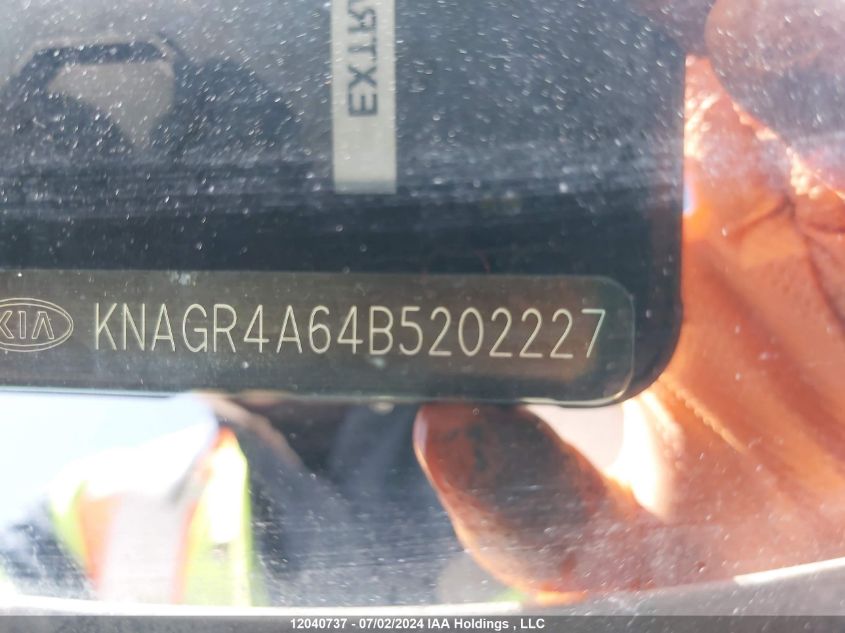 EXTR
KIA KNAGR4A64B5202227
12040737 - 07/02/2024 IAA Holdings , LLC